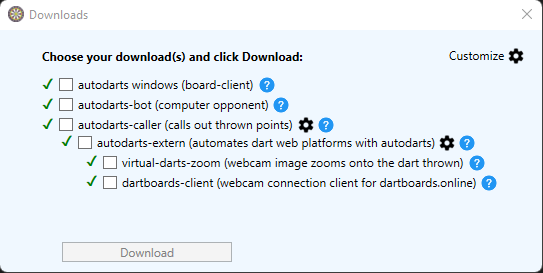 Downloads
Choose your download(s) and click Download:
Customize
autodarts windows (board-client) ?
autodarts-bot (computer opponent) ?
autodarts-caller (calls out thrown points) ?
autodarts-extern (automates dart web platforms with autodarts) ?
virtual-darts-zoom (webcam image zooms onto the dart thrown) ?
dartboards-client (webcam connection client for dartboards.online) ?
Download